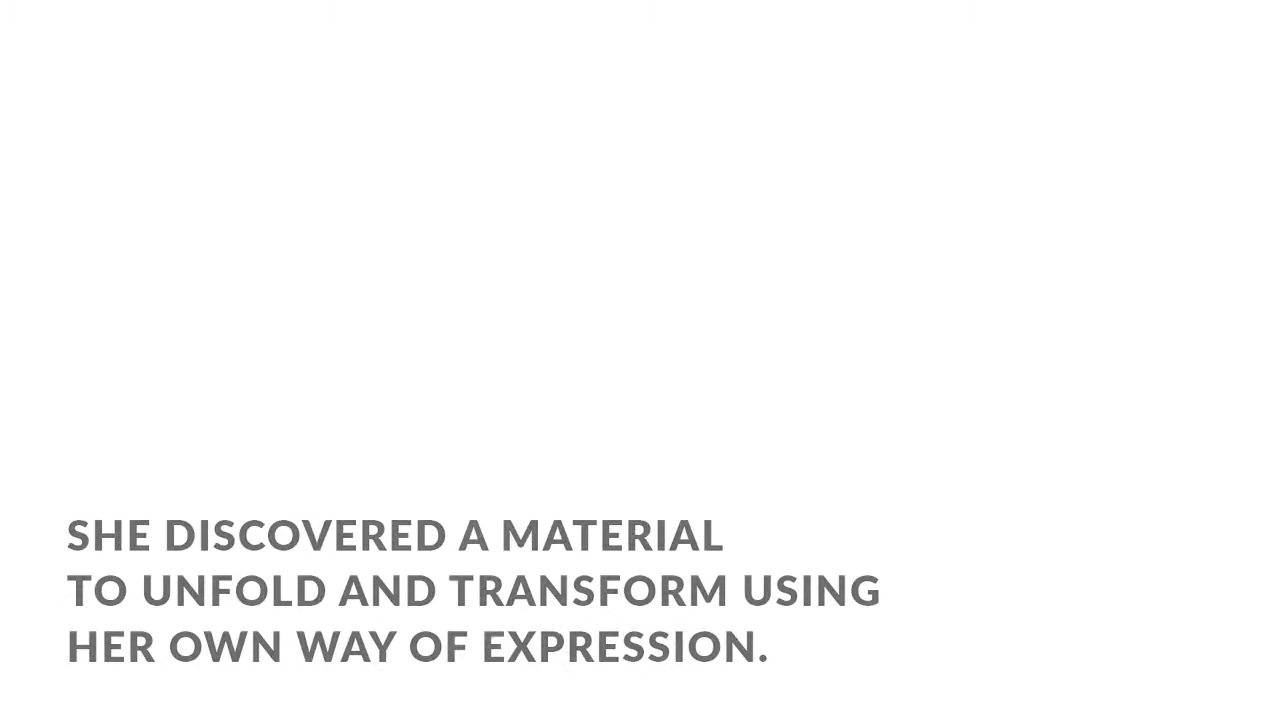 SHE DISCOVERED A MATERIAL
TO UNFOLD AND TRANSFORM USING
HER OWN WAY OF EXPRESSION.